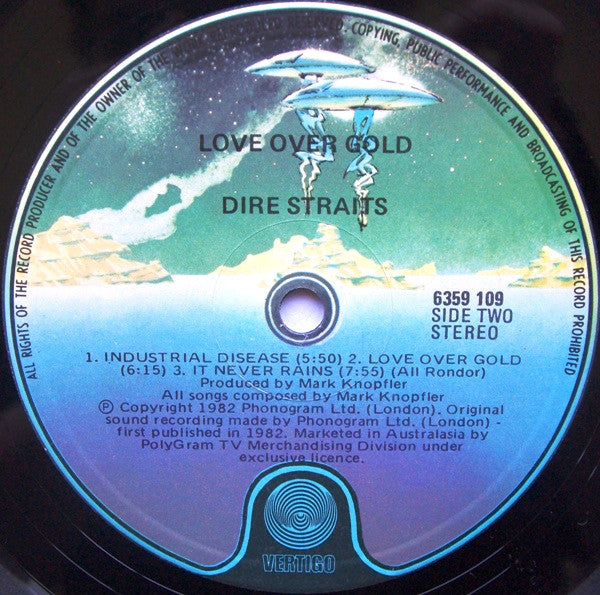 ALL RIGHTS OF THE RECORD PRODUCER AND OF THE OWNER OF THE RESERVED. COPYING, PUBLIC PERFORMANCE AND BROADCASTING OF THIS RECORD PROHIBITED
LOVE OVER GOLD
DIRE STRAITS
6359 109
SIDE TWO
STEREO
1. INDUSTRIAL DISEASE (5:50) 2. LOVE OVER GOLD
(6:15) 3. IT NEVER RAINS (7:55) (All Rondor)
Produced by Mark Knopfler
All songs composed by Mark Knopfler
Ⓟ Copyright 1982 Phonogram Ltd. (London). Original
sound recording made by Phonogram Ltd. (London) -
first published in 1982. Marketed in Australasia by
PolyGram TV Merchandising Division under
exclusive licence.
VERTIGO